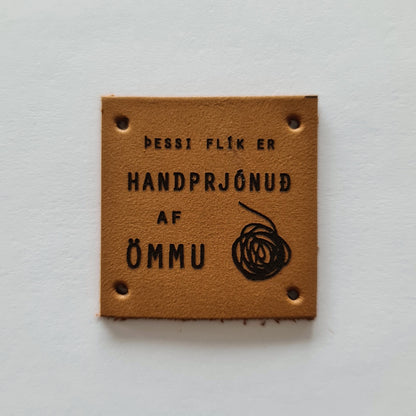 ÞESSI FLÍK ER
HANDPRJÓNUÐ
AF
ÖMMU